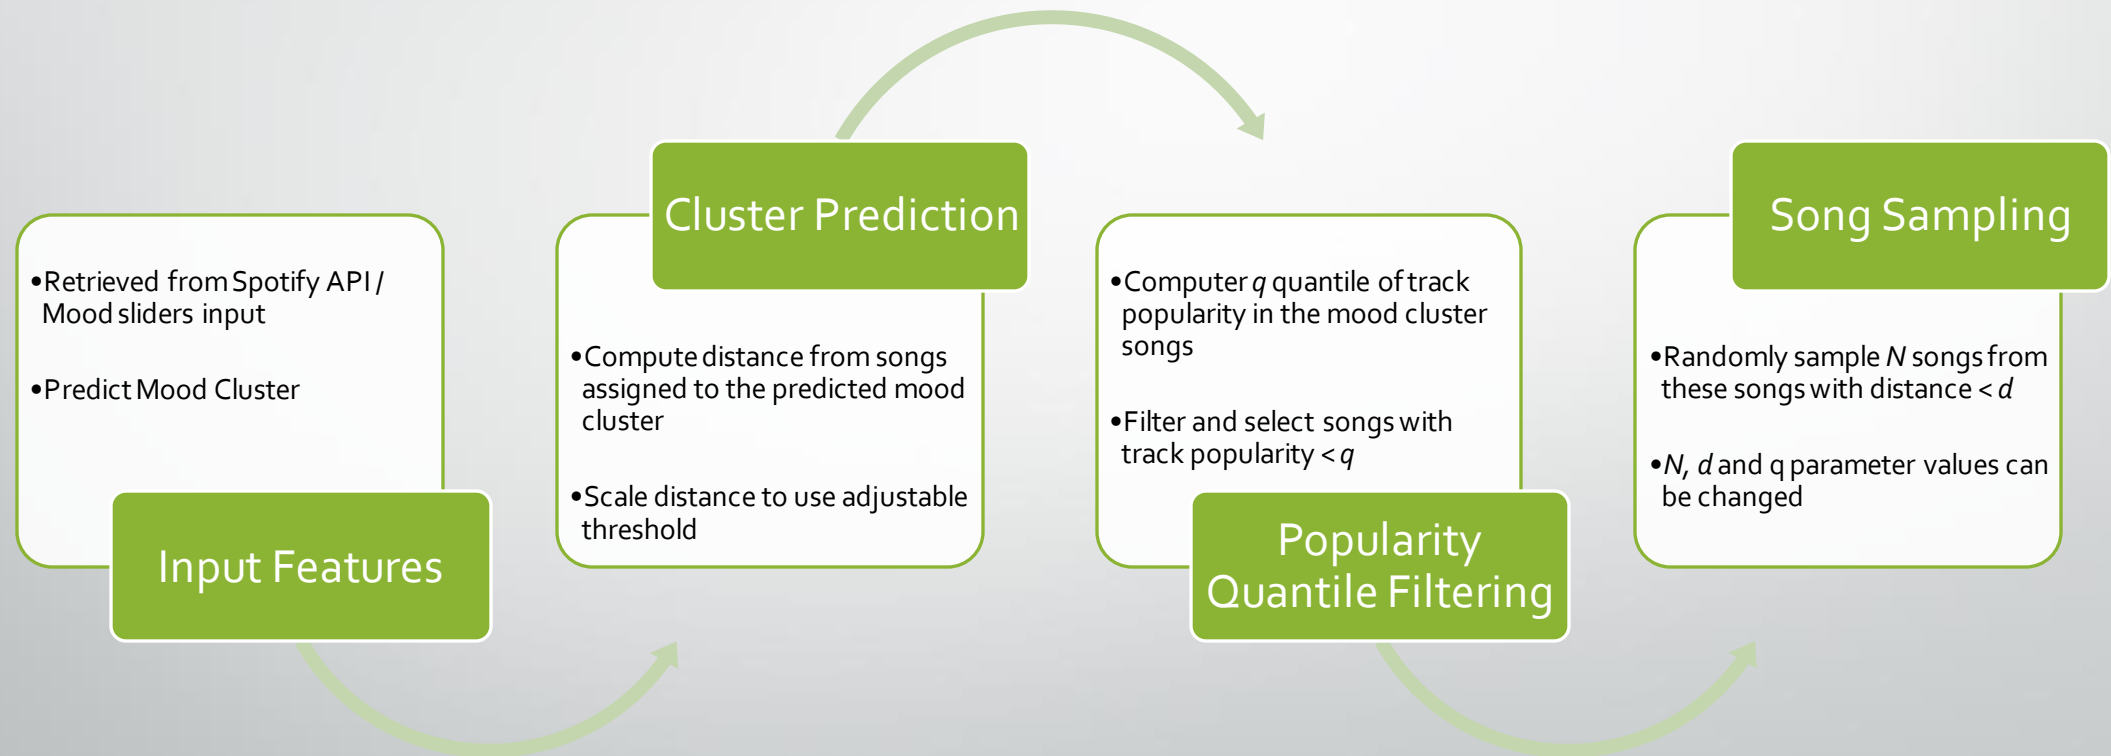 •Retrieved from Spotify API /
Mood sliders input
•Predict Mood Cluster
Input Features
Cluster Prediction
•Compute distance from songs
assigned to the predicted mood
cluster
•Scale distance to use adjustable
threshold
•Computer q quantile of track
popularity in the mood cluster
songs
•Filter and select songs with
track popularity < q
Popularity
Quantile Filtering
Song Sampling
•Randomly sample N songs from
these songs with distance < d
•N, d and q parameter values can
be changed